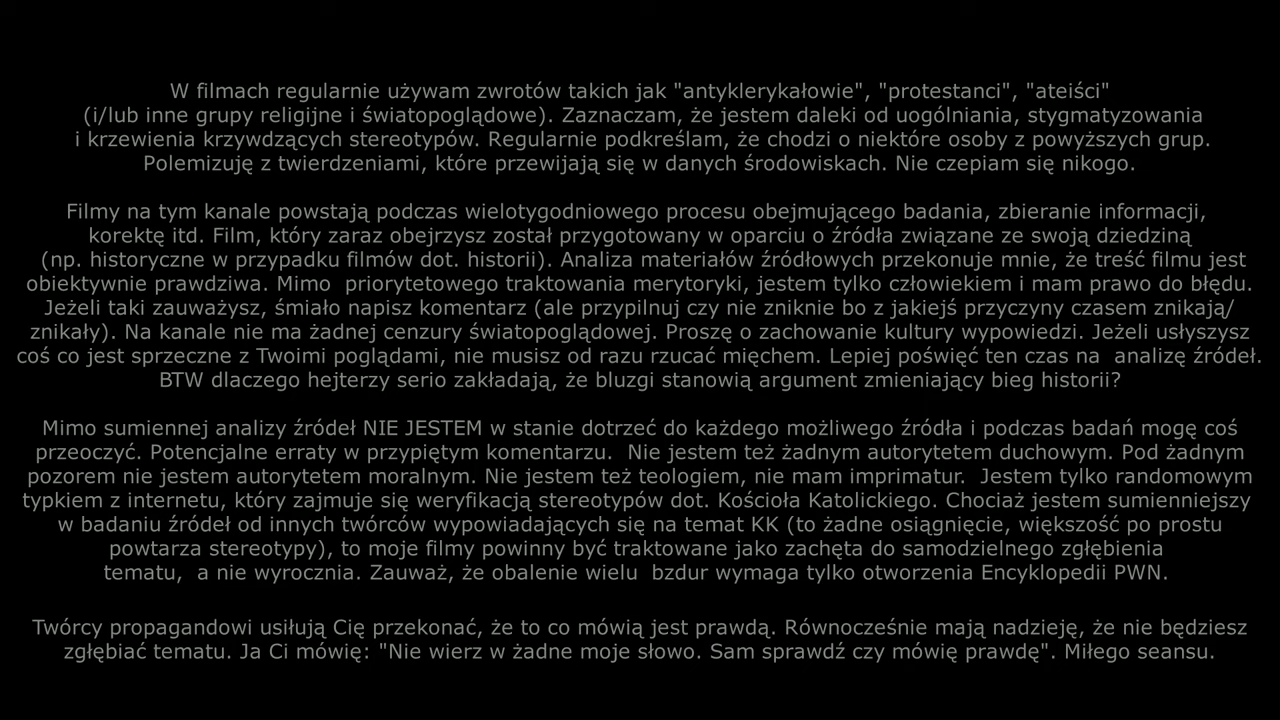 W filmach regularnie używam zwrotów takich jak "antyklerykałowie", "protestanci", "ateiści"
(i/lub inne grupy religijne i światopoglądowe). Zaznaczam, że jestem daleki od uogólniania, stygmatyzowania
i krzewienia krzywdzących stereotypów. Regularnie podkreślam, że chodzi o niektóre osoby z powyższych grup.
Polemizuję z twierdzeniami, które przewijają się w danych środowiskach. Nie czepiam się nikogo.
Filmy na tym kanale powstają podczas wielotygodniowego procesu obejmującego badania, zbieranie informacji,
korektę itd. Film, który zaraz obejrzysz został przygotowany w oparciu o źródła związane ze swoją dziedziną
(np. historyczne w przypadku filmów dot. historii). Analiza materiałów źródłowych przekonuje mnie, że treść filmu jest
obiektywnie prawdziwa. Mimo priorytetowego traktowania merytoryki, jestem tylko człowiekiem i mam prawo do błędu.
Jeżeli taki zauważysz, śmiało napisz komentarz (ale przypilnuj czy nie zniknie bo z jakiejś przyczyny czasem znikają/
znikały). Na kanale nie ma żadnej cenzury światopoglądowej. Proszę o zachowanie kultury wypowiedzi. Jeżeli usłyszysz
coś co jest sprzeczne z Twoimi poglądami, nie musisz od razu rzucać mięchem. Lepiej poświęć ten czas na analizę źródeł.
BTW dlaczego hejterzy serio zakładają, że bluzgi stanowią argument zmieniający bieg historii?
Mimo sumiennej analizy źródeł NIE JESTEM w stanie dotrzeć do każdego możliwego źródła i podczas badań mogę coś
przeoczyć. Potencjalne erraty w przypiętym komentarzu. Nie jestem też żadnym autorytetem duchowym. Pod żadnym
pozorem nie jestem autorytetem moralnym. Nie jestem też teologiem, nie mam imprimatur. Jestem tylko randomowym
typkiem z internetu, który zajmuje się weryfikacją stereotypów dot. Kościoła Katolickiego. Chociaż jestem sumienniejszy
w badaniu źródeł od innych twórców wypowiadających się na temat KK (to żadne osiągnięcie, większość po prostu
powtarza stereotypy), to moje filmy powinny być traktowane jako zachęta do samodzielnego zgłębienia
tematu, a nie wyrocznia. Zauważ, że obalenie wielu bzdur wymaga tylko otworzenia Encyklopedii PWN.
Twórcy propagandowi usiłują Cię przekonać, że to co mówią jest prawdą. Równocześnie mają nadzieję, że nie będziesz
zgłębiać tematu. Ja Ci mówię: "Nie wierz w żadne moje słowo. Sam sprawdź czy mówię prawdę". Miłego seansu.